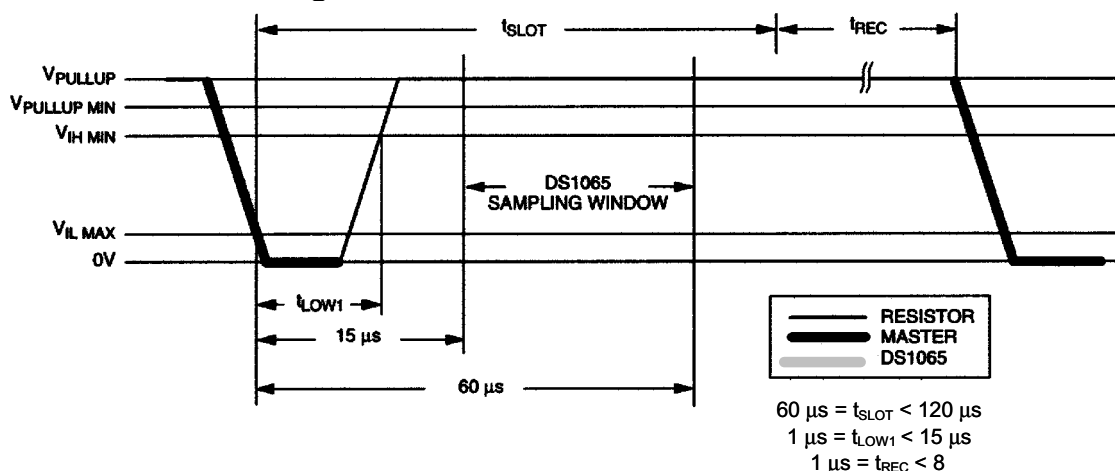 tSLOT
tREC
VPULLUP
VPULLUP MIN
VIH MIN
DS1065
SAMPLING WINDOW
VIL MAX
0V
tLOW1
15 µs
60 µs
RESISTOR
MASTER
DS1065
60 µs = tSLOT < 120 µs
1 µs = tLOW1 < 15 µs
1 µs = tREC < 8